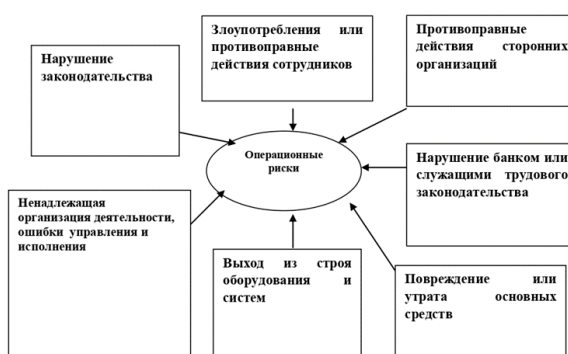 Злоупотребления или
противоправные
действия сотрудников
Противоправные
действия сторонних
организаций
Нарушение
законодательства
Операционные
риски
Нарушение банком или
служащими трудового
законодательства
Ненадлежащая
организация деятельности,
ошибки управления и
исполнения
Выход из строя
оборудования и
систем
Повреждение или
утрата основных
средств